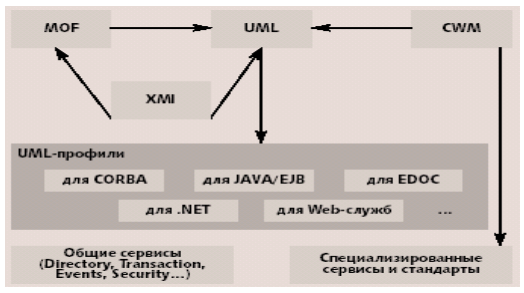 MOF
UML
CWM
XMI
UML-профили
для CORBA
для JAVA/EJB
для EDOC
для .NET
для Web-служб
...
Общие сервисы
(Directory, Transaction,
Events, Security...)
Специализированные
сервисы и стандарты